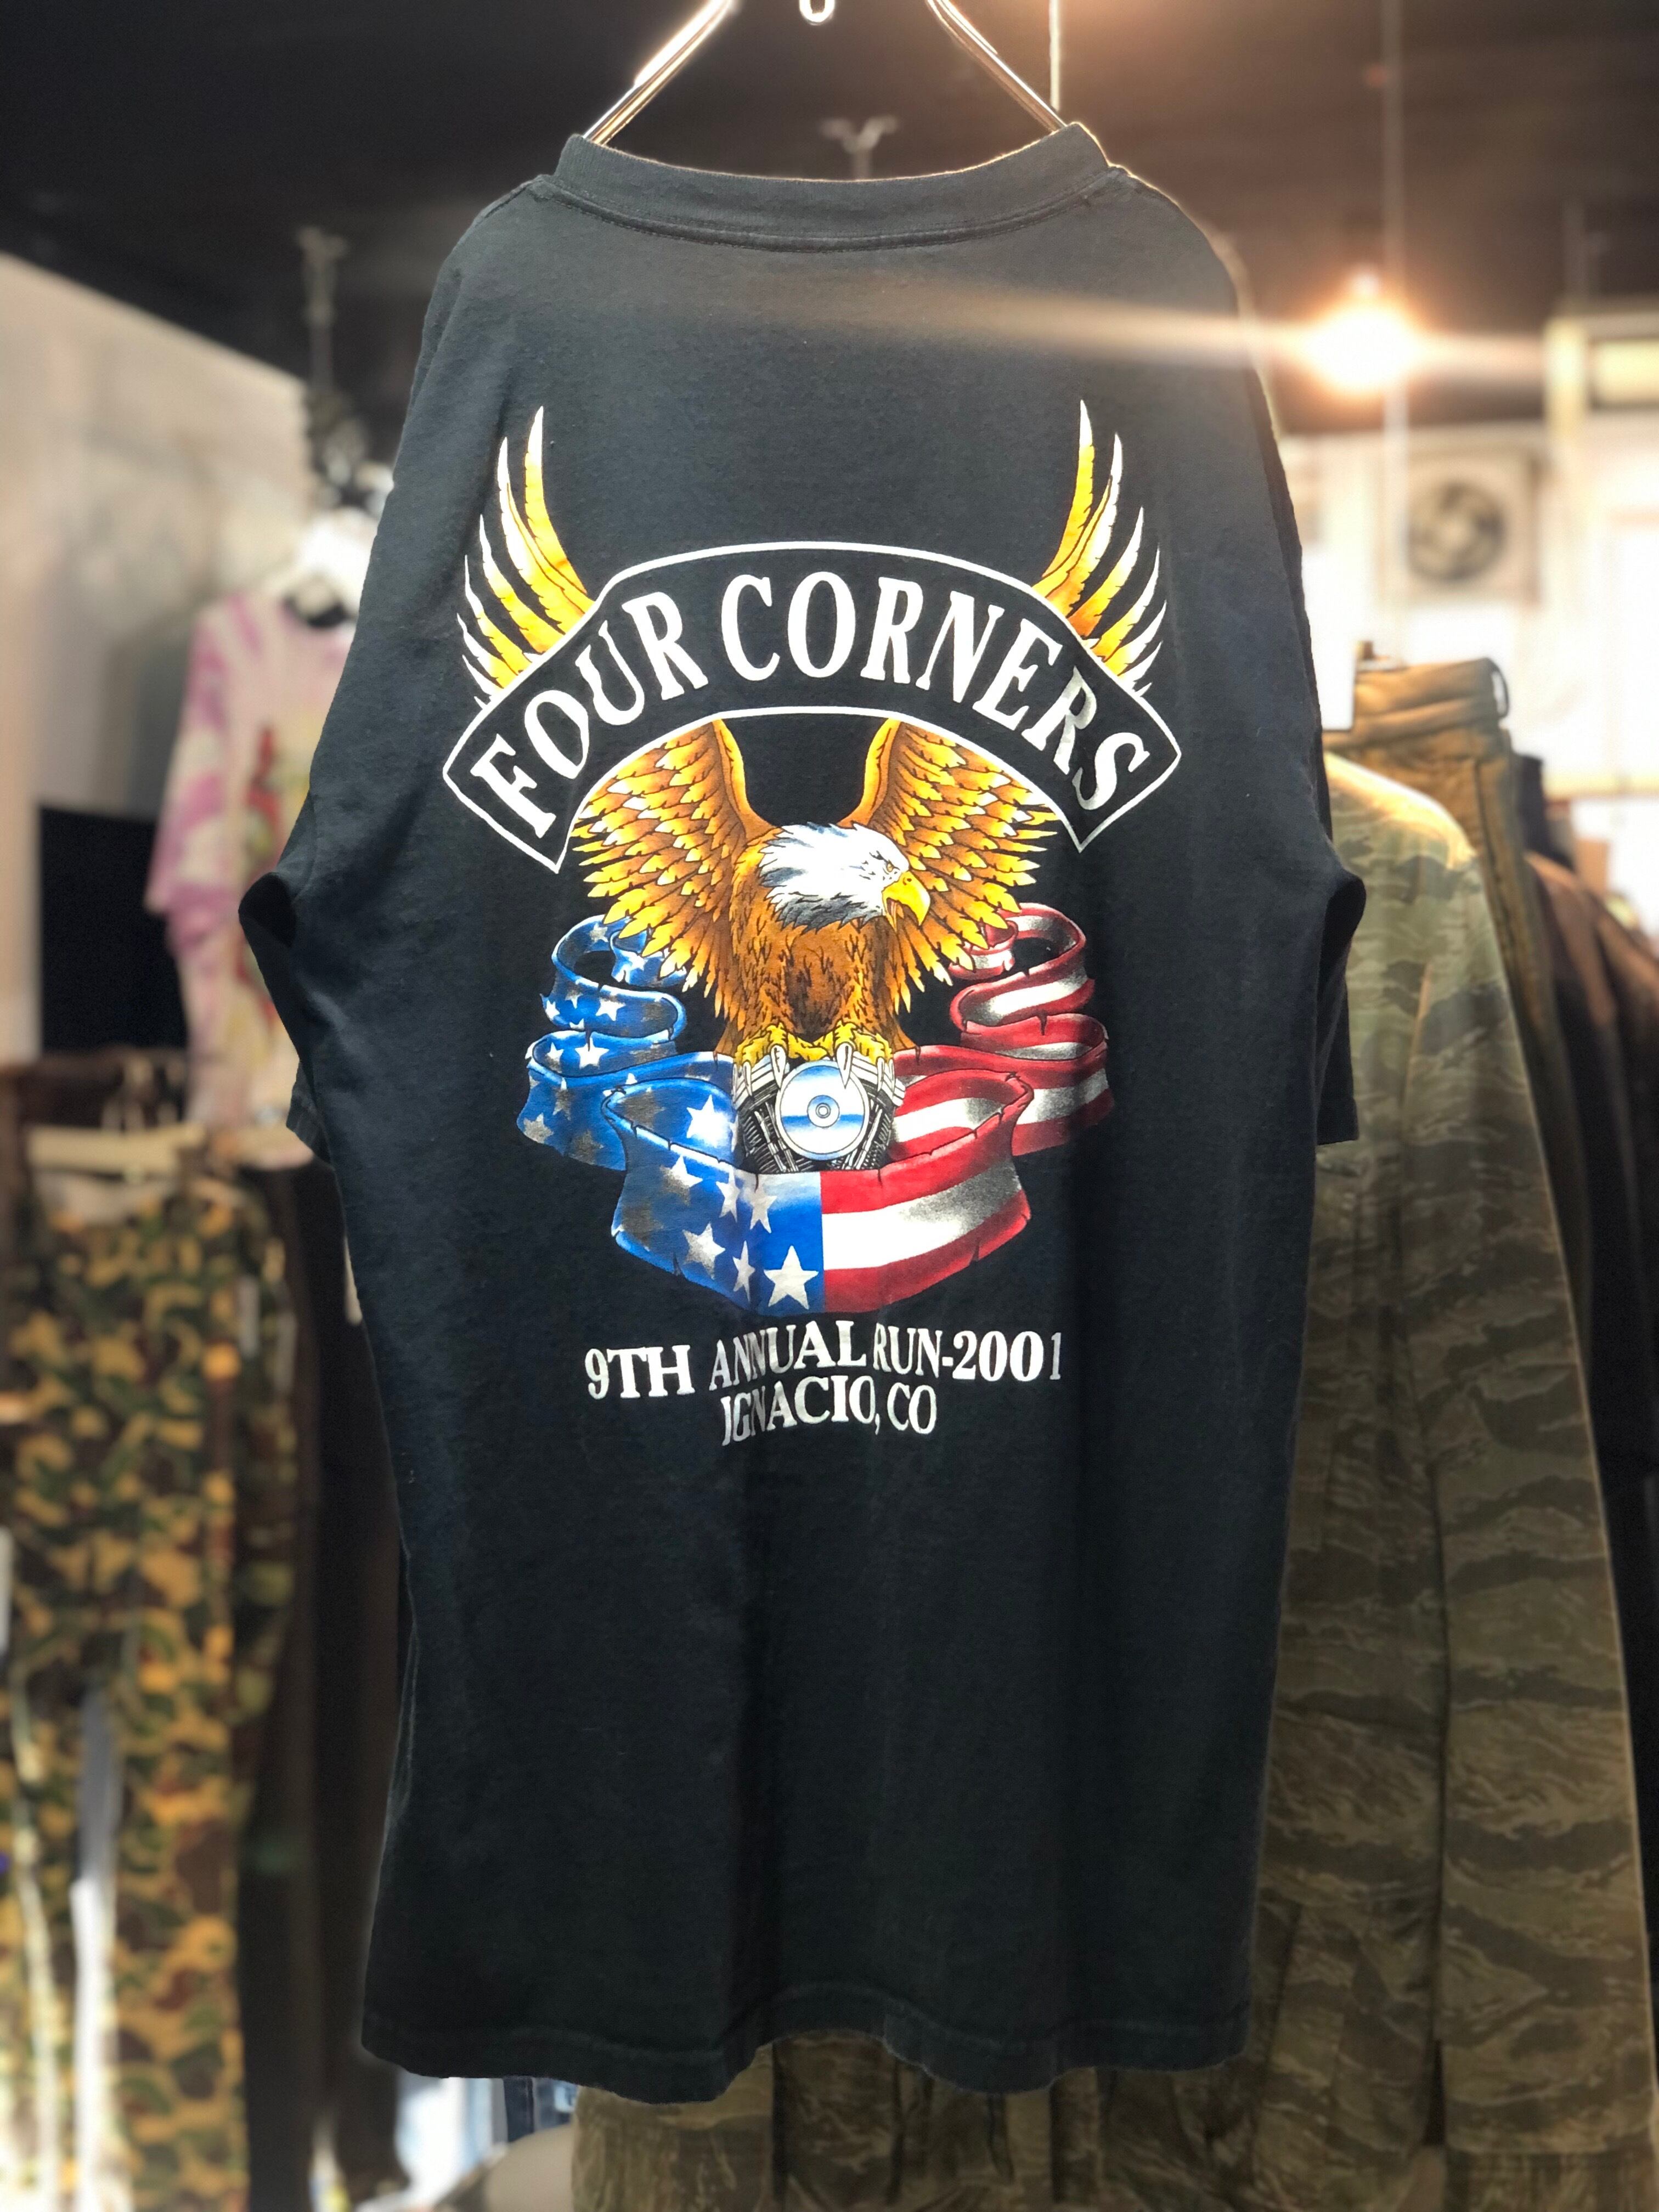 FOUR CORNERS
9TH ANNUAL RUN-2001
IGNACIO, CO